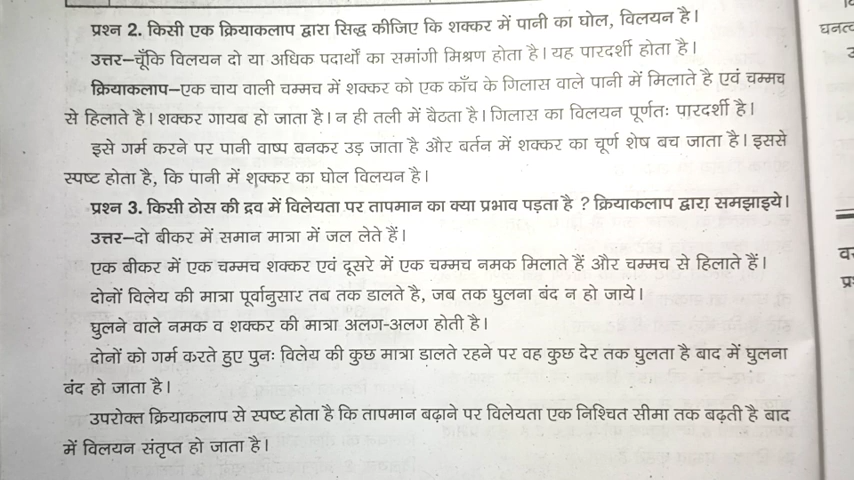 प्रश्न 2. किसी एक क्रियाकलाप द्वारा सिद्ध कीजिए कि शक्कर में पानी का घोल, विलयन है।
उत्तर–चूँकि विलयन दो या अधिक पदार्थों का समांगी मिश्रण होता है। यह पारदर्शी होता है।
क्रियाकलाप–एक चाय वाली चम्मच में शक्कर को एक काँच के गिलास वाले पानी में मिलाते है एवं चम्मच
से हिलाते है। शक्कर गायब हो जाता है। न ही तली में बैठता है। गिलास का विलयन पूर्णतः पारदर्शी है।
इसे गर्म करने पर पानी वाष्प बनकर उड़ जाता है और बर्तन में शक्कर का चूर्ण शेष बच जाता है। इससे
स्पष्ट होता है, कि पानी में शक्कर का घोल विलयन है।
प्रश्न 3. किसी ठोस की द्रव में विलेयता पर तापमान का क्या प्रभाव पड़ता है ? क्रियाकलाप द्वारा समझाइये।
उत्तर–दो बीकर में समान मात्रा में जल लेते हैं।
एक बीकर में एक चम्मच शक्कर एवं दूसरे में एक चम्मच नमक मिलाते हैं और चम्मच से हिलाते हैं।
दोनों विलेय की मात्रा पूर्वानुसार तब तक डालते है, जब तक घुलना बंद न हो जाये।
घुलने वाले नमक व शक्कर की मात्रा अलग-अलग होती है।
दोनों को गर्म करते हुए पुनः विलेय की कुछ मात्रा डालते रहने पर वह कुछ देर तक घुलता है बाद में घुलना
बंद हो जाता है।
उपरोक्त क्रियाकलाप से स्पष्ट होता है कि तापमान बढ़ाने पर विलेयता एक निश्चित सीमा तक बढ़ती है बाद
में विलयन संतृप्त हो जाता है।